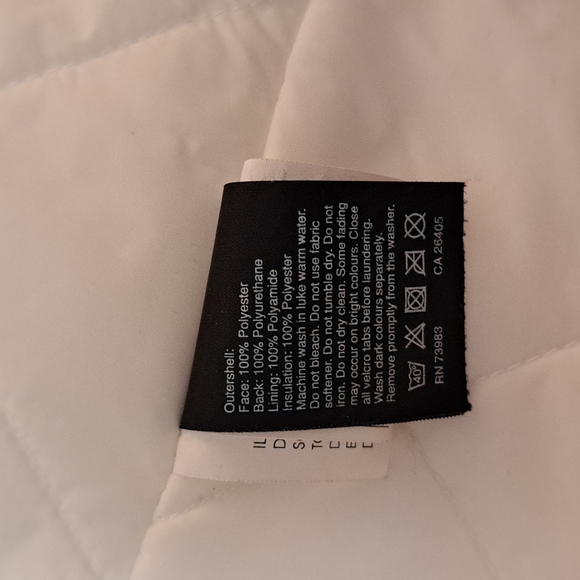 Outershell:
Face: 100% Polyester
Back: 100% Polyurethane
Lining: 100% Polyamide
Insulation: 100% Polyester
Machine wash in luke warm water.
Do not bleach. Do not use fabric
softener. Do not tumble dry. Do not
iron. Do not dry clean. Some fading
may occur on bright colours. Close
all velcro tabs before laundering.
Wash dark colours separately.
Remove promptly from the washer.
40°
RN 73983 CA 26405